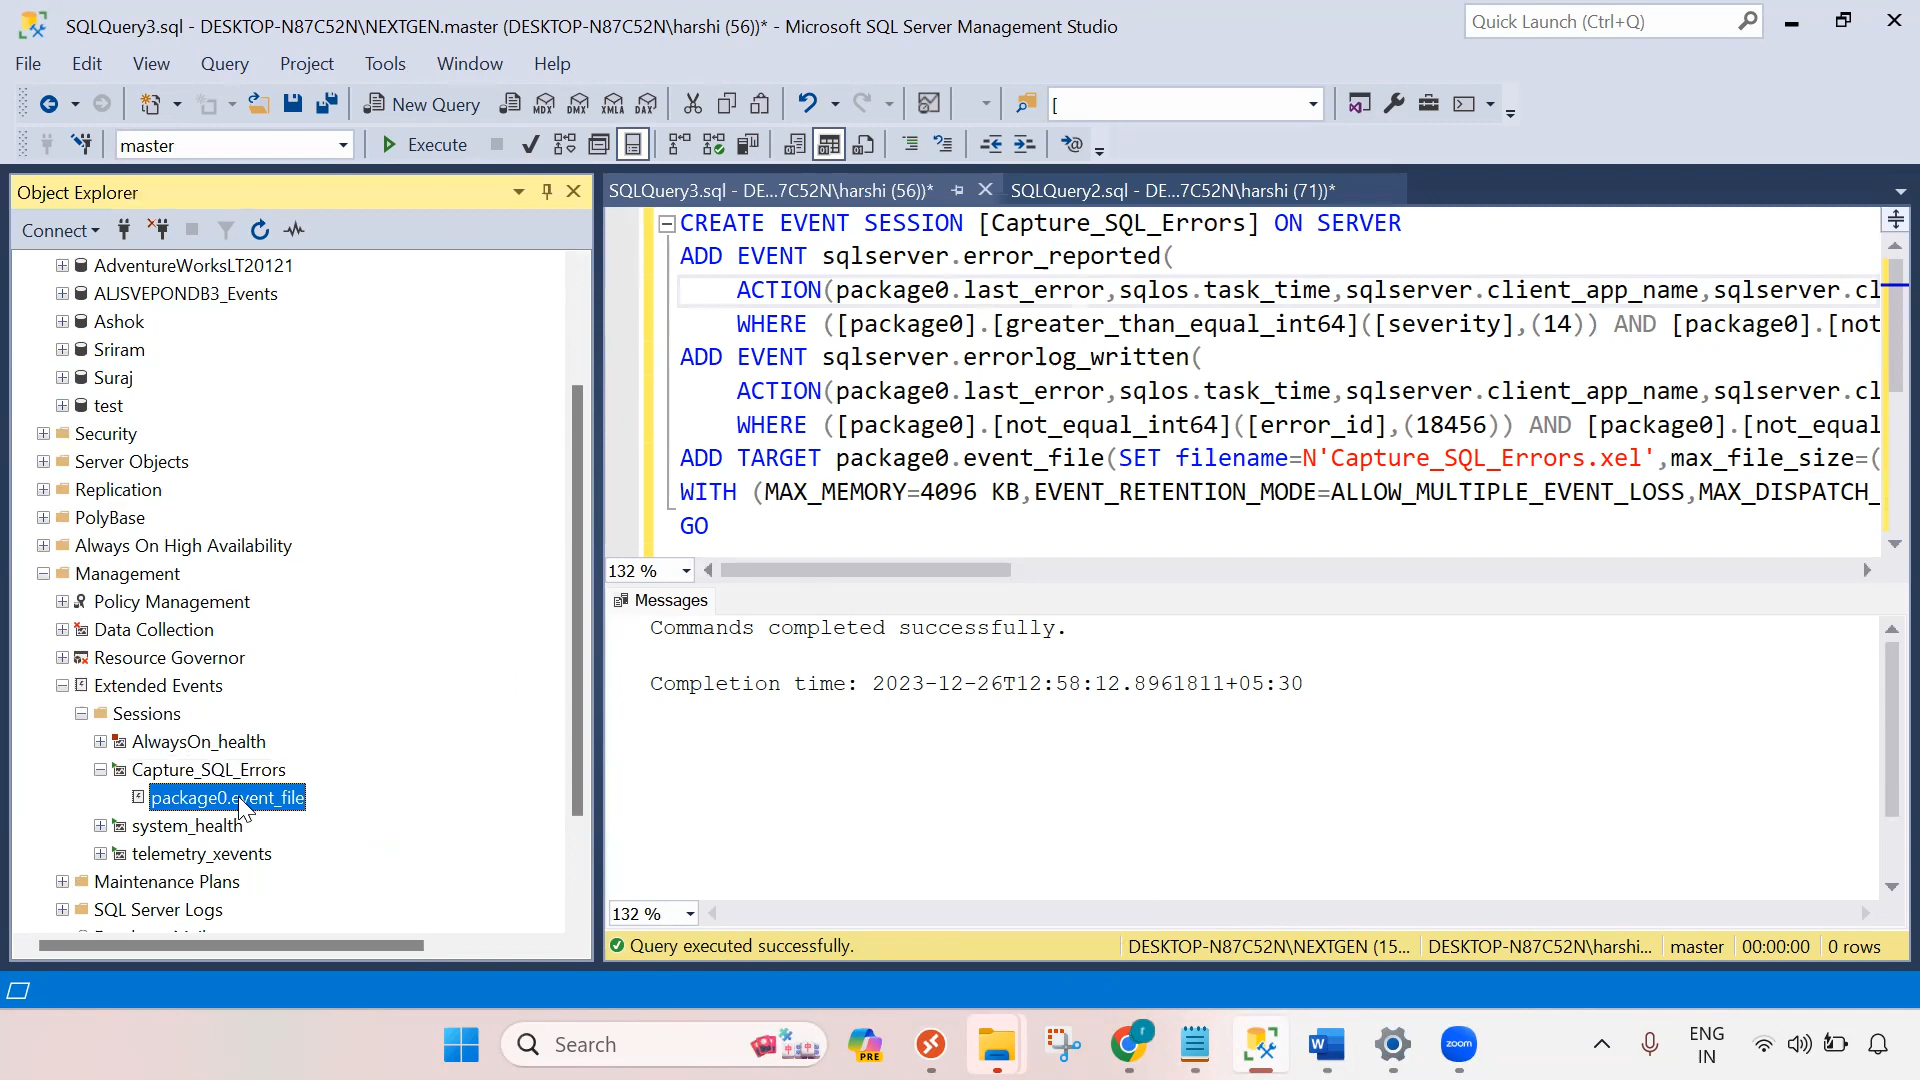 SQLQuery3.sql - DESKTOP-N87C52N\NEXTGEN.master (DESKTOP-N87C52N\harshi (56))* - Microsoft SQL Server Management Studio
Quick Launch (Ctrl+Q)
File Edit View Query Project Tools Window Help
New Query MDX DMX XMLA DAX [
master Execute
Object Explorer
Connect
AdventureWorksLT20121
ALJSVEPONDB3_Events
Ashok
Sriram
Suraj
test
Security
Server Objects
Replication
PolyBase
Always On High Availability
Management
Policy Management
Data Collection
Resource Governor
Extended Events
Sessions
AlwaysOn_health
Capture_SQL_Errors
package0.event_file
system_health
telemetry_xevents
Maintenance Plans
SQL Server Logs
SQLQuery3.sql - DE...7C52N\harshi (56))* SQLQuery2.sql - DE...7C52N\harshi (71))*
CREATE EVENT SESSION [Capture_SQL_Errors] ON SERVER
ADD EVENT sqlserver.error_reported(
ACTION(package0.last_error,sqlos.task_time,sqlserver.client_app_name,sqlserver.cl
WHERE ([package0].[greater_than_equal_int64]([severity],(14)) AND [package0].[not
ADD EVENT sqlserver.errorlog_written(
ACTION(package0.last_error,sqlos.task_time,sqlserver.client_app_name,sqlserver.cl
WHERE ([package0].[not_equal_int64]([error_id],(18456)) AND [package0].[not_equal
ADD TARGET package0.event_file(SET filename=N'Capture_SQL_Errors.xel',max_file_size=(
WITH (MAX_MEMORY=4096 KB,EVENT_RETENTION_MODE=ALLOW_MULTIPLE_EVENT_LOSS,MAX_DISPATCH_
GO
132 %
Messages
Commands completed successfully.
Completion time: 2023-12-26T12:58:12.8961811+05:30
132 %
Query executed successfully. DESKTOP-N87C52N\NEXTGEN (15... DESKTOP-N87C52N\harshi... master 00:00:00 0 rows
Search PRE r zoom
ENG
IN